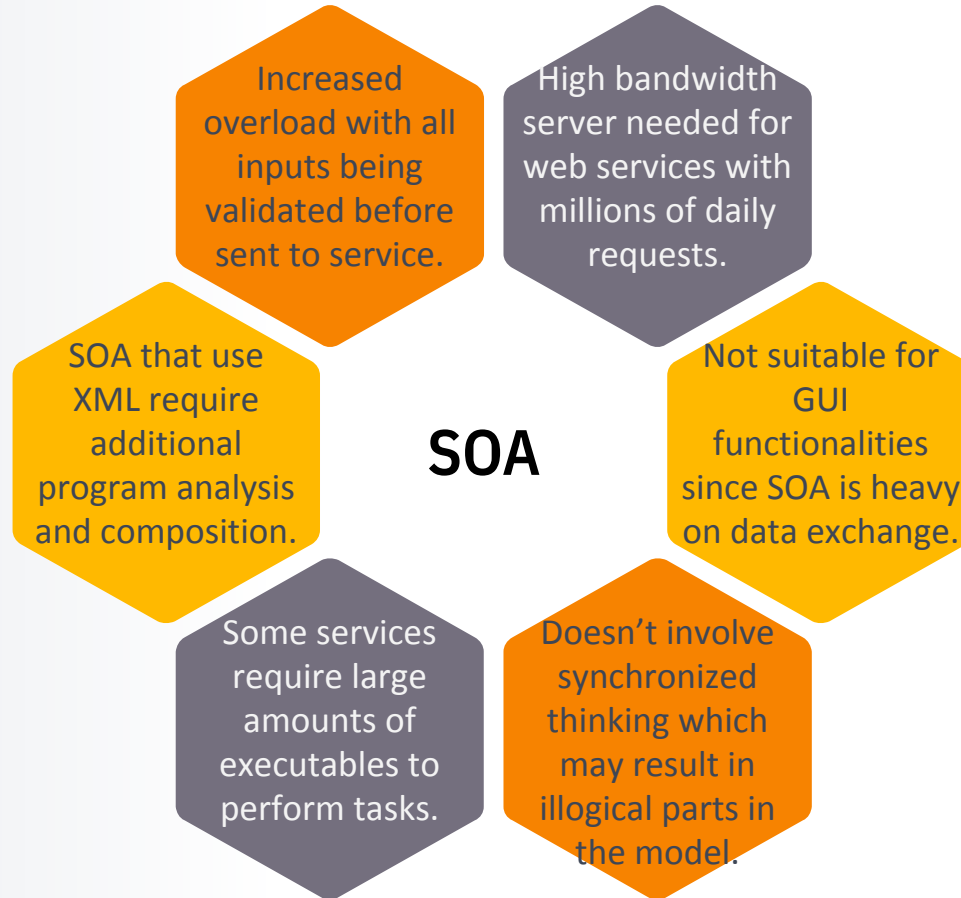 Increased
overload with all
inputs being
validated before
sent to service.
High bandwidth
server needed for
web services with
millions of daily
requests.
SOA that use
XML require
additional
program analysis
and composition.
SOA
Not suitable for
GUI
functionalities
since SOA is heavy
on data exchange.
Some services
require large
amounts of
executables to
perform tasks.
Doesn’t involve
synchronized
thinking which
may result in
illogical parts in
the model.